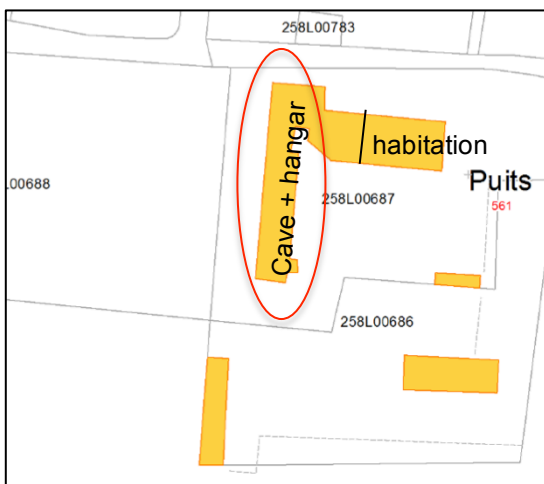 258L00783
Cave + hangar
habitation
Puits
561
L00688
258L00687
258L00686